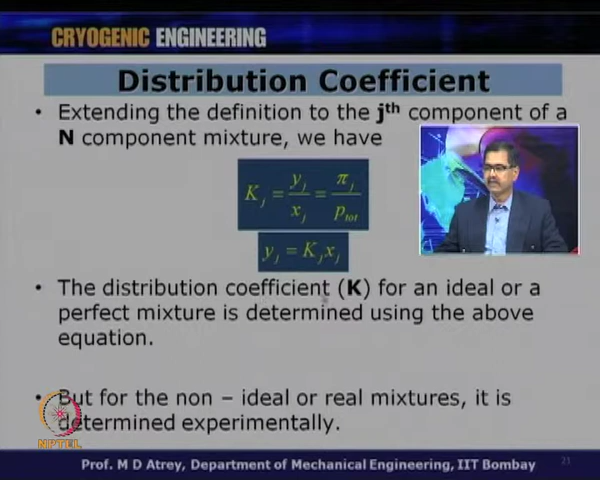 CRYOGENIC ENGINEERING
Distribution Coefficient
• Extending the definition to the jth component of a
N component mixture, we have
K_j = y_j / x_j = π_j / p_tot
y_j = K_j x_j
• The distribution coefficient (K) for an ideal or a
perfect mixture is determined using the above
equation.
• But for the non – ideal or real mixtures, it is
determined experimentally.
NPTEL
Prof. M D Atrey, Department of Mechanical Engineering, IIT Bombay
21